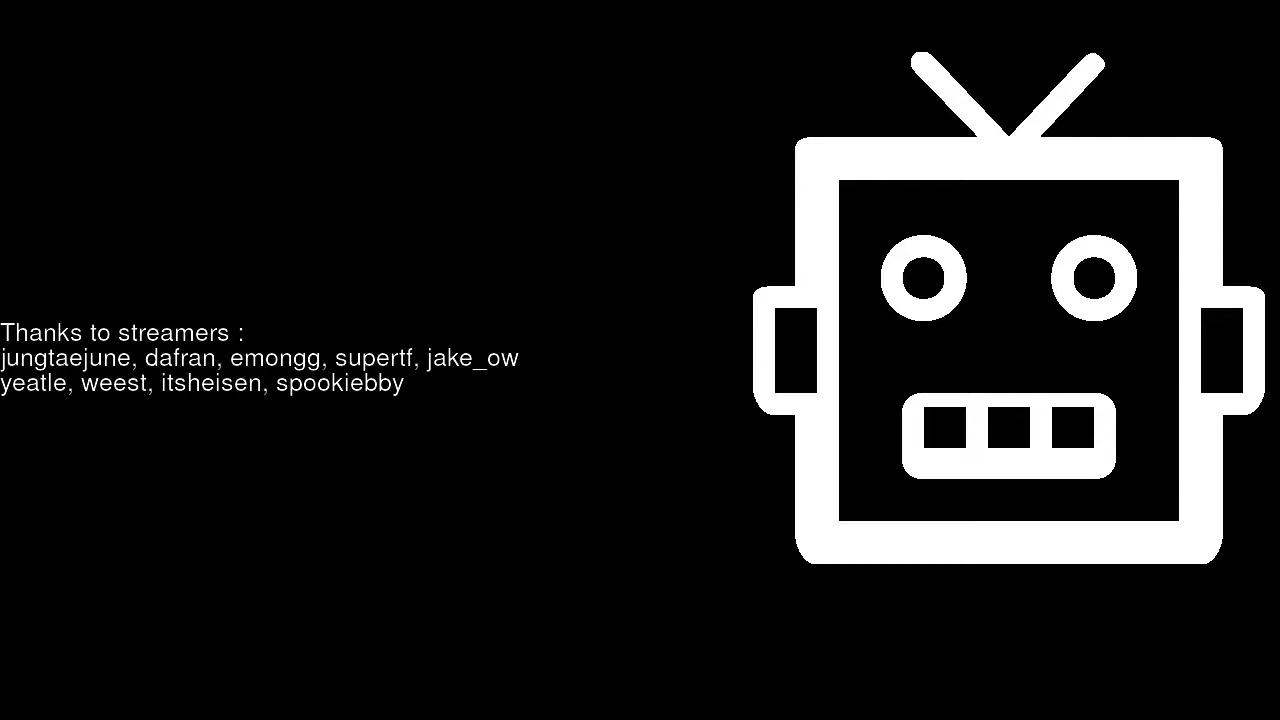 Thanks to streamers :
jungtaejune, dafran, emongg, supertf, jake_ow
yeatle, weest, itsheisen, spookiebby